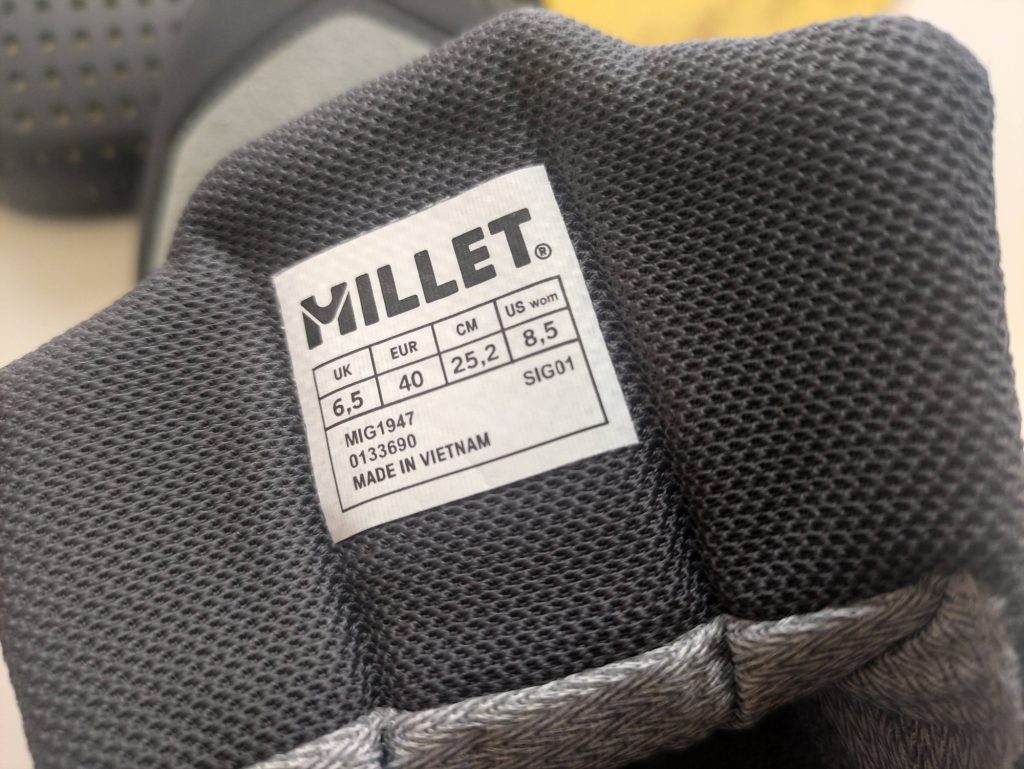 MILLET®
UK EUR CM US wom
6,5 40 25,2 8,5
MIG1947 SIG01
0133690
MADE IN VIETNAM